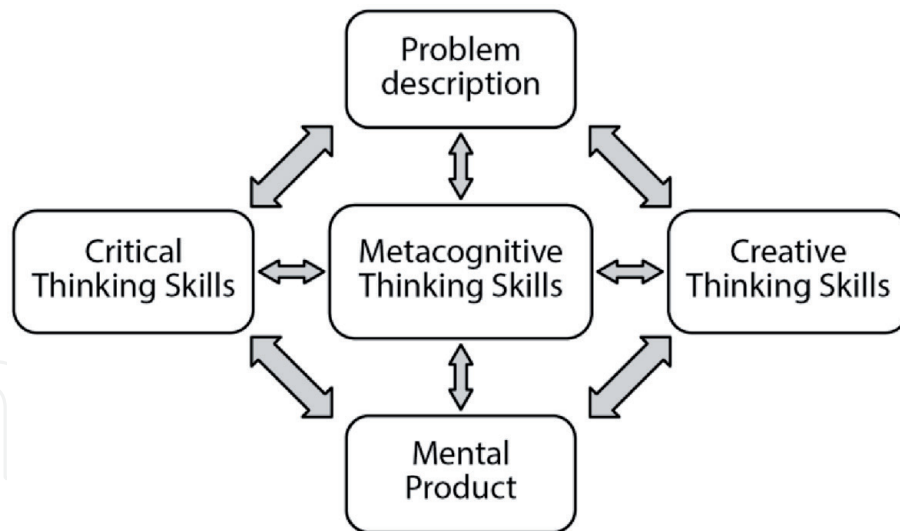 Problem
description
Critical
Thinking Skills
Metacognitive
Thinking Skills
Creative
Thinking Skills
Mental
Product